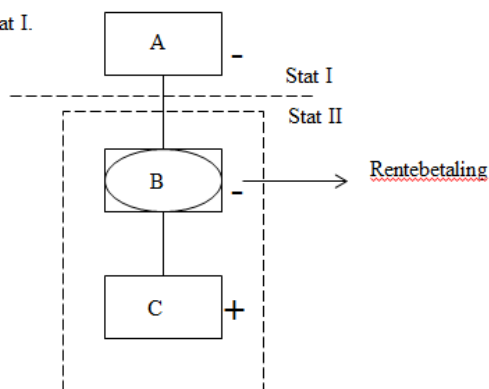 at I.
A
-
Stat I
Stat II
B
-
Rentebetaling
C
+